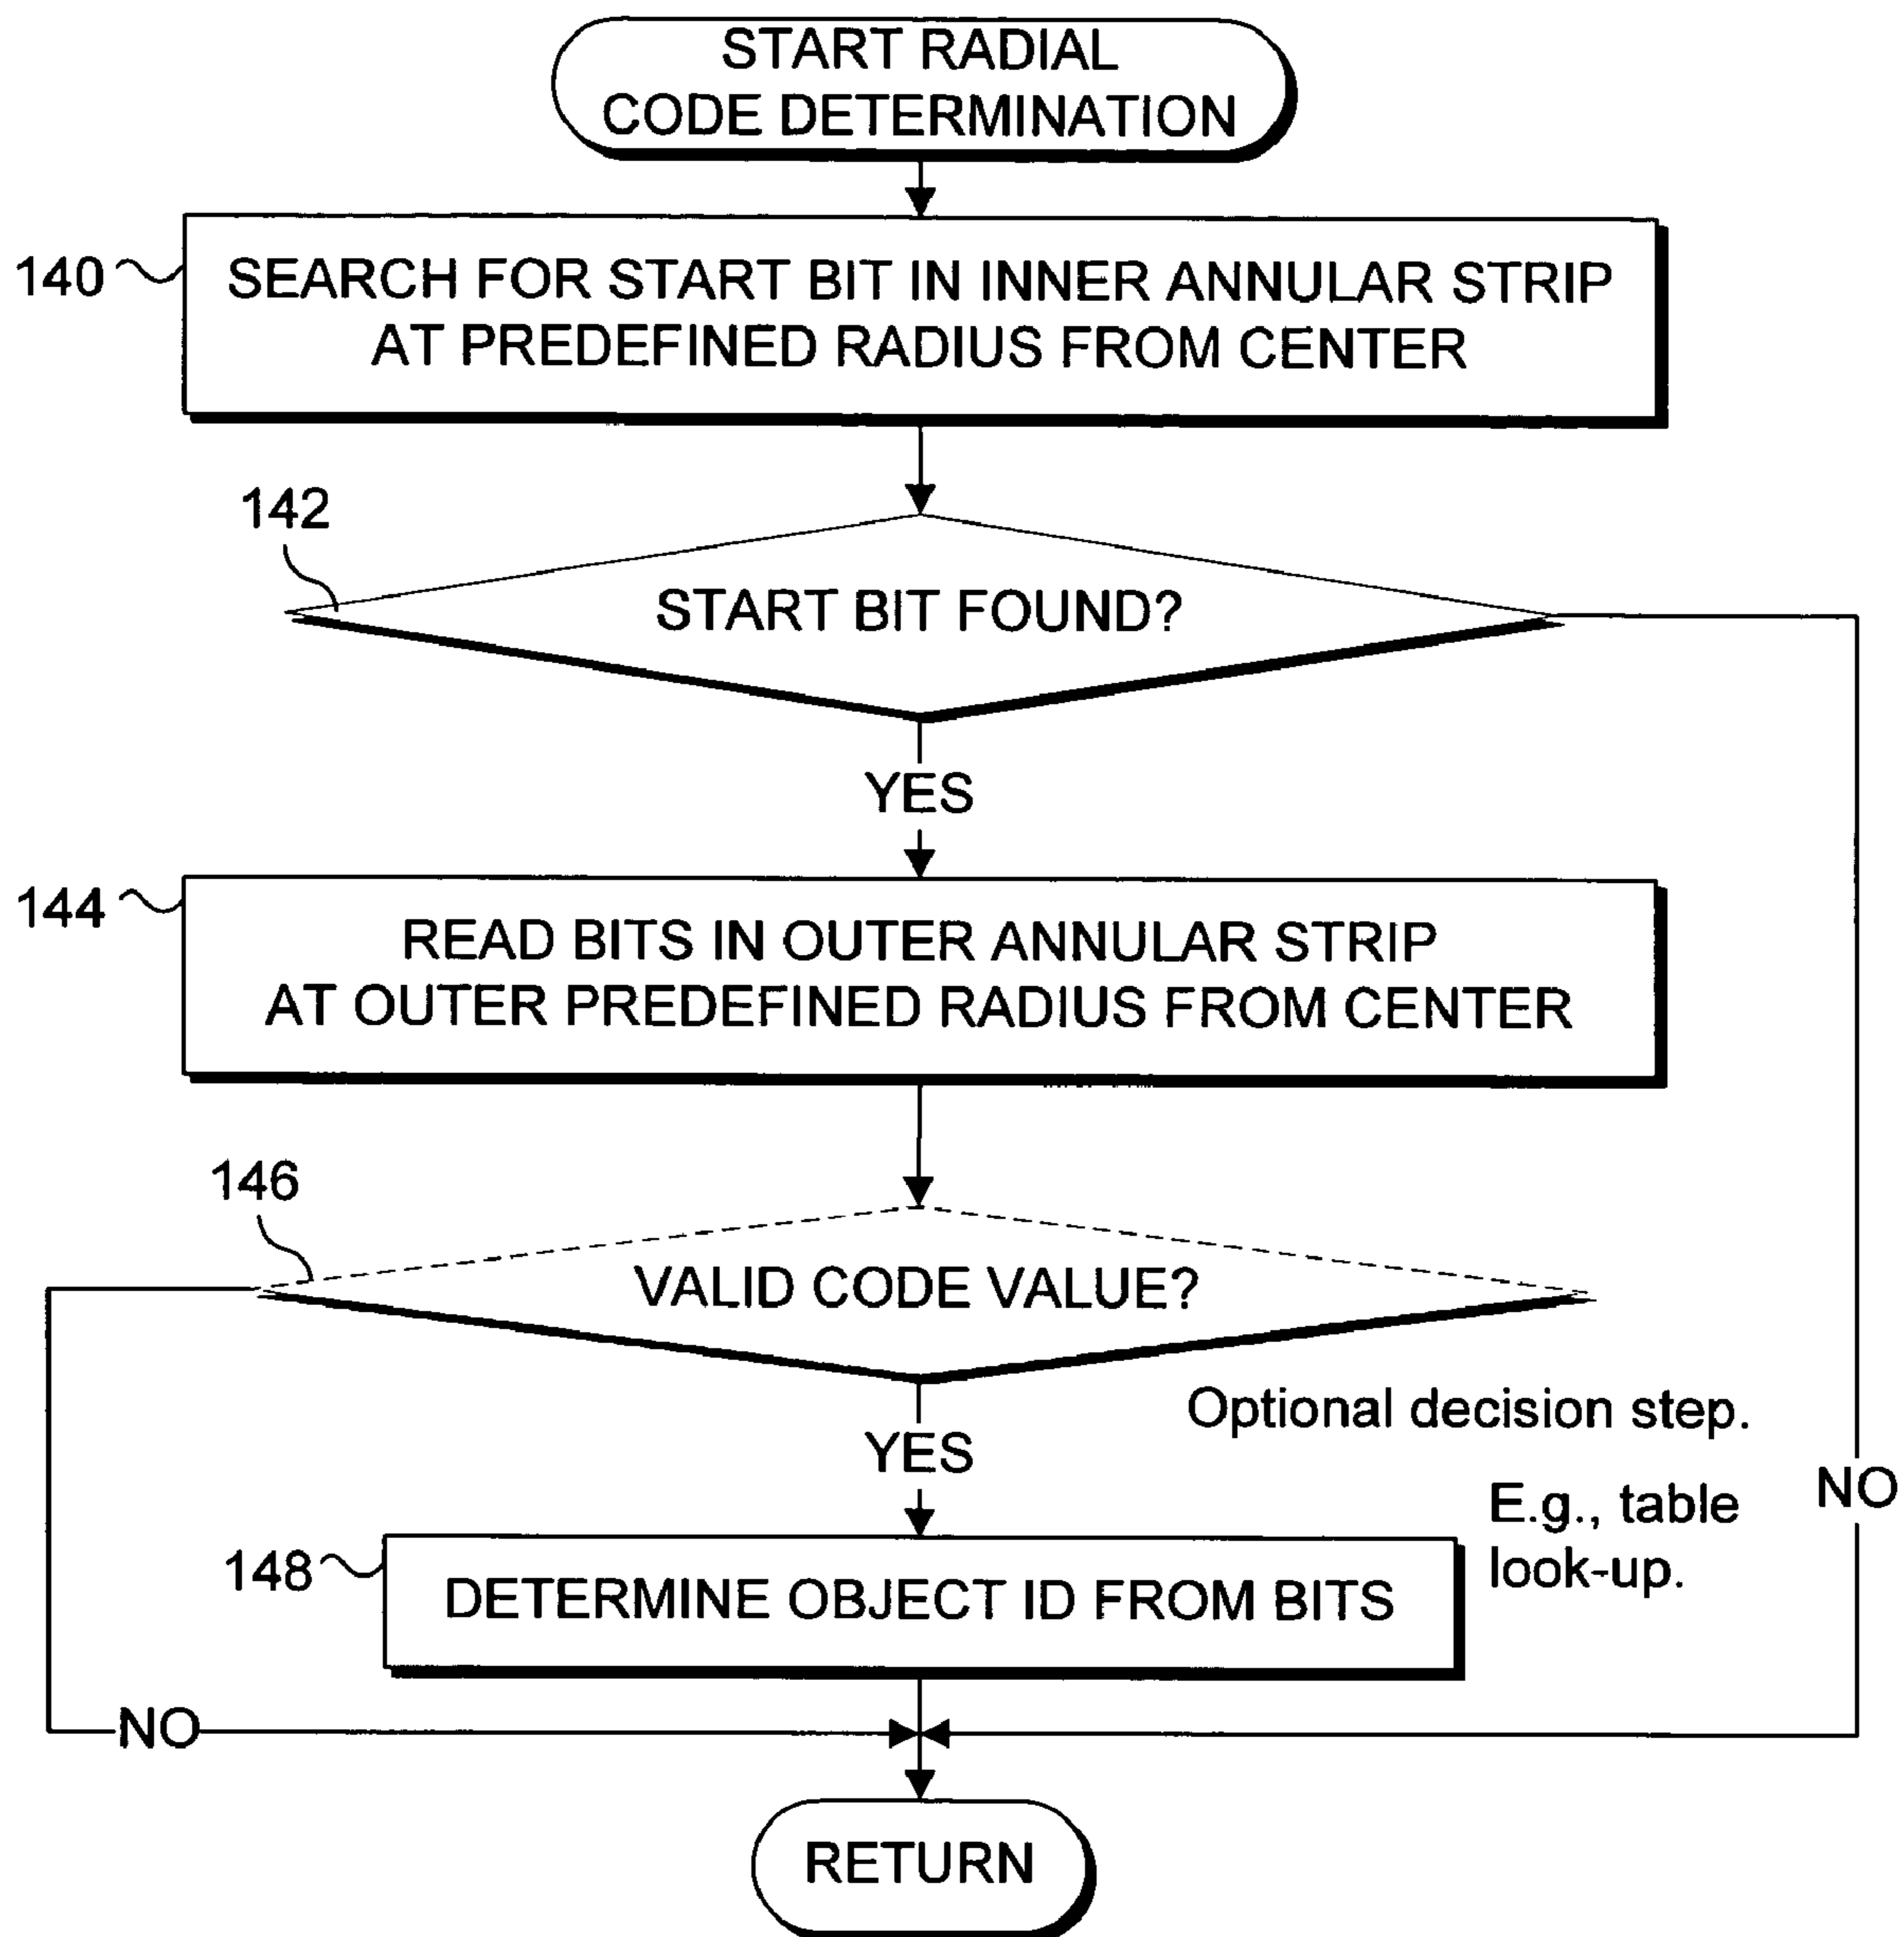 START RADIAL
CODE DETERMINATION
140
SEARCH FOR START BIT IN INNER ANNULAR STRIP
AT PREDEFINED RADIUS FROM CENTER
142
START BIT FOUND?
YES
144
READ BITS IN OUTER ANNULAR STRIP
AT OUTER PREDEFINED RADIUS FROM CENTER
146
VALID CODE VALUE?
Optional decision step.
YES
NO
E.g., table
look-up.
148
DETERMINE OBJECT ID FROM BITS
NO
RETURN